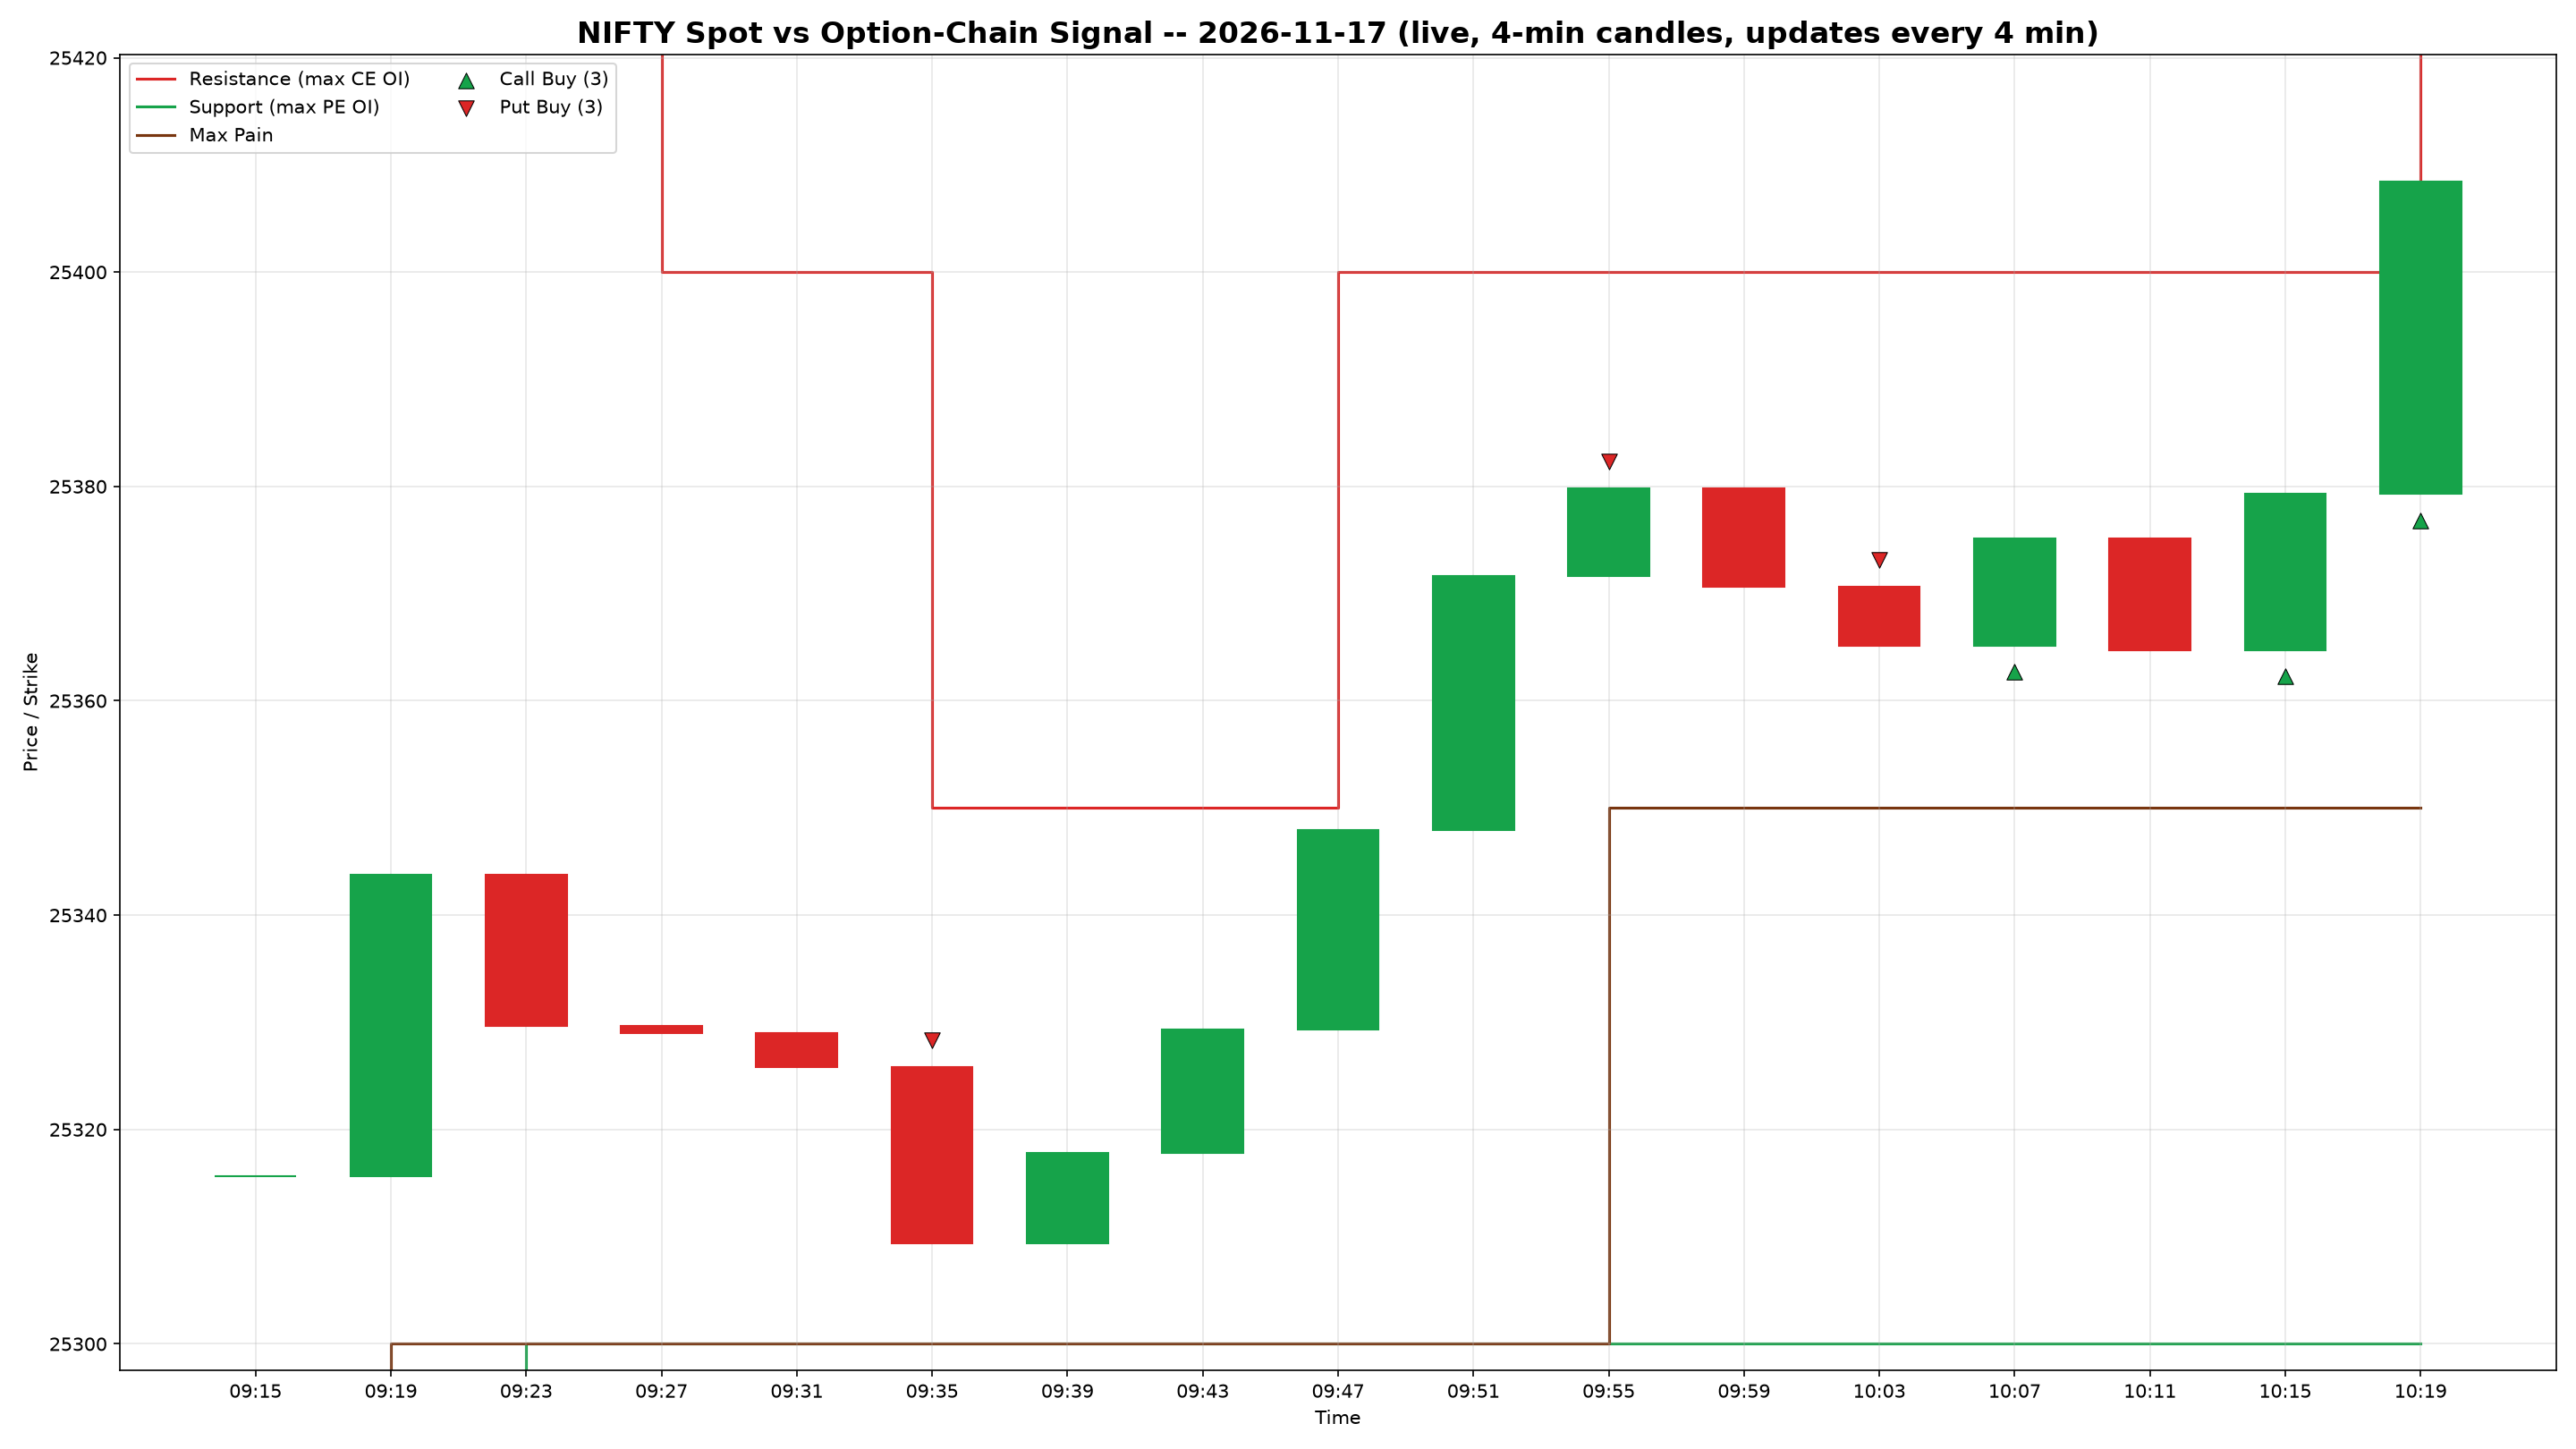 NIFTY Spot vs Option-Chain Signal -- 2026-11-17 (live, 4-min candles, updates every 4 min)
Resistance (max CE OI)
Support (max PE OI)
Max Pain
Call Buy (3)
Put Buy (3)
Price / Strike
25420
25400
25380
25360
25340
25320
25300
09:15 09:19 09:23 09:27 09:31 09:35 09:39 09:43 09:47 09:51 09:55 09:59 10:03 10:07 10:11 10:15 10:19
Time